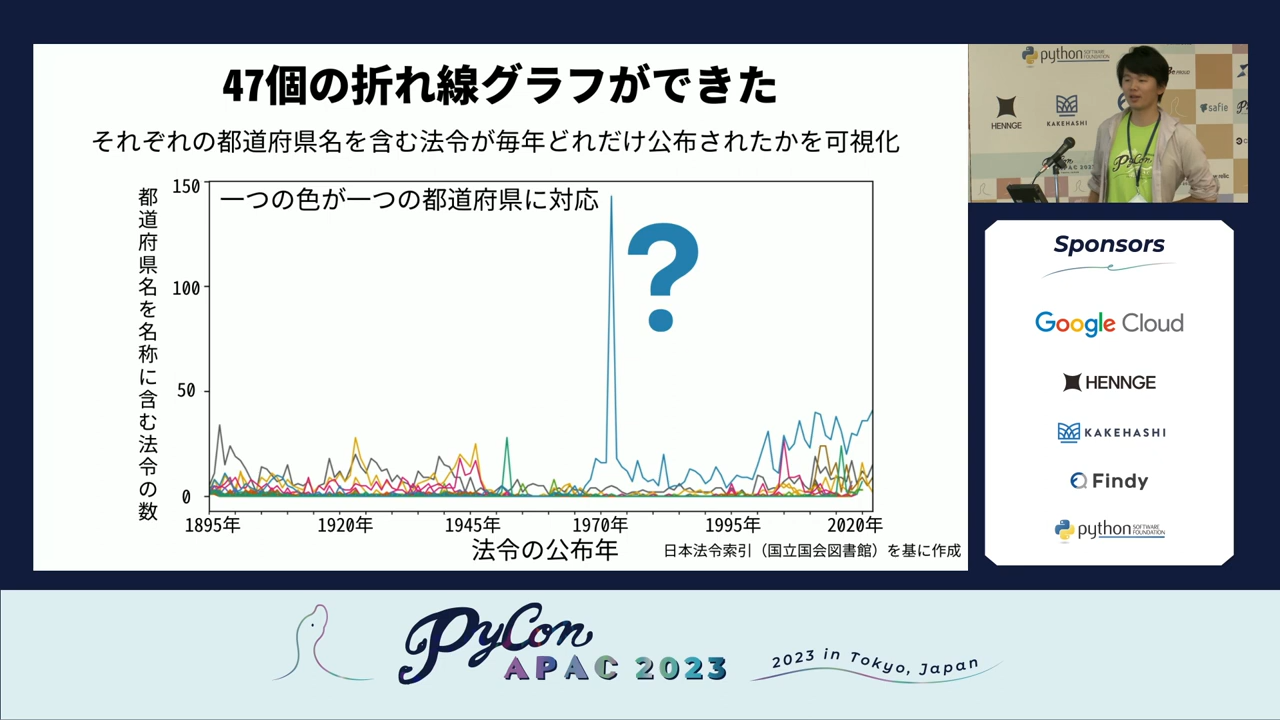 47個の折れ線グラフができた
それぞれの都道府県名を含む法令が毎年どれだけ公布されたかを可視化
都道府県名を名称に含む法令の数
150
100
50
0
一つの色が一つの都道府県に対応
?
1895年 1920年 1945年 1970年 1995年 2020年
法令の公布年
日本法令索引（国立国会図書館）を基に作成
python
SOFTWARE FOUNDATION
HENNGE
KAKEHASHI
safie
PyCon
Sponsors
Google Cloud
HENNGE
KAKEHASHI
Findy
python SOFTWARE FOUNDATION
PyCon
APAC 2023
2023 in Tokyo, Japan